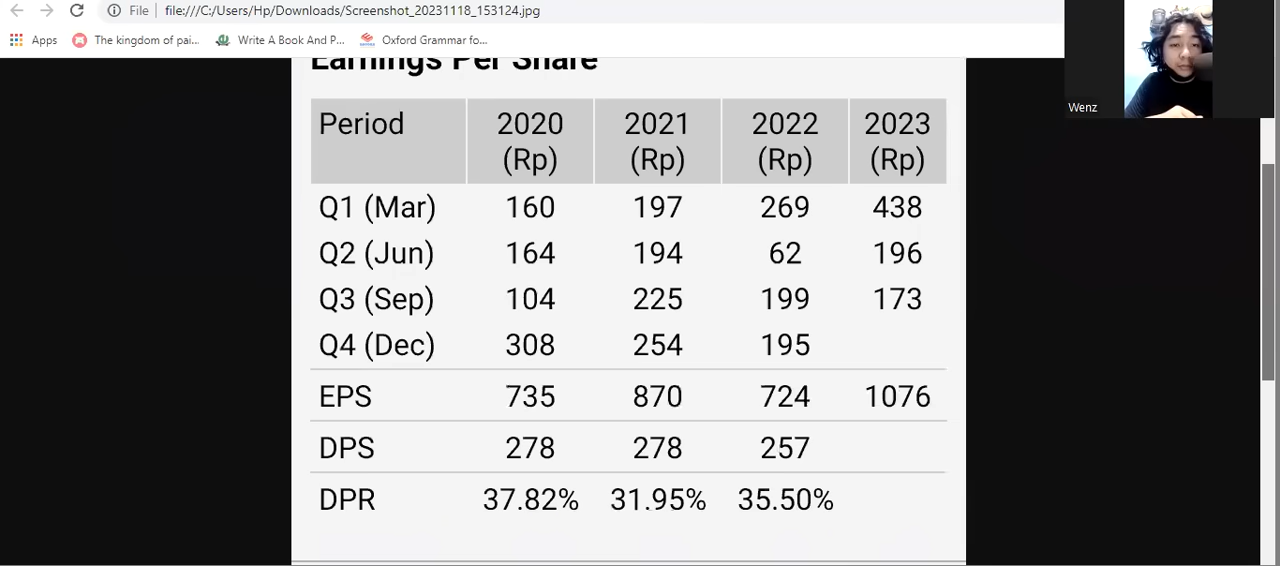 File file:///C:/Users/Hp/Downloads/Screenshot_20231118_153124.jpg
Apps The kingdom of pai... Write A Book And P... Oxford Grammar fo...
Wenz
Earnings Per Share
Period 2020 (Rp) 2021 (Rp) 2022 (Rp) 2023 (Rp)
Q1 (Mar) 160 197 269 438
Q2 (Jun) 164 194 62 196
Q3 (Sep) 104 225 199 173
Q4 (Dec) 308 254 195
EPS 735 870 724 1076
DPS 278 278 257
DPR 37.82% 31.95% 35.50%